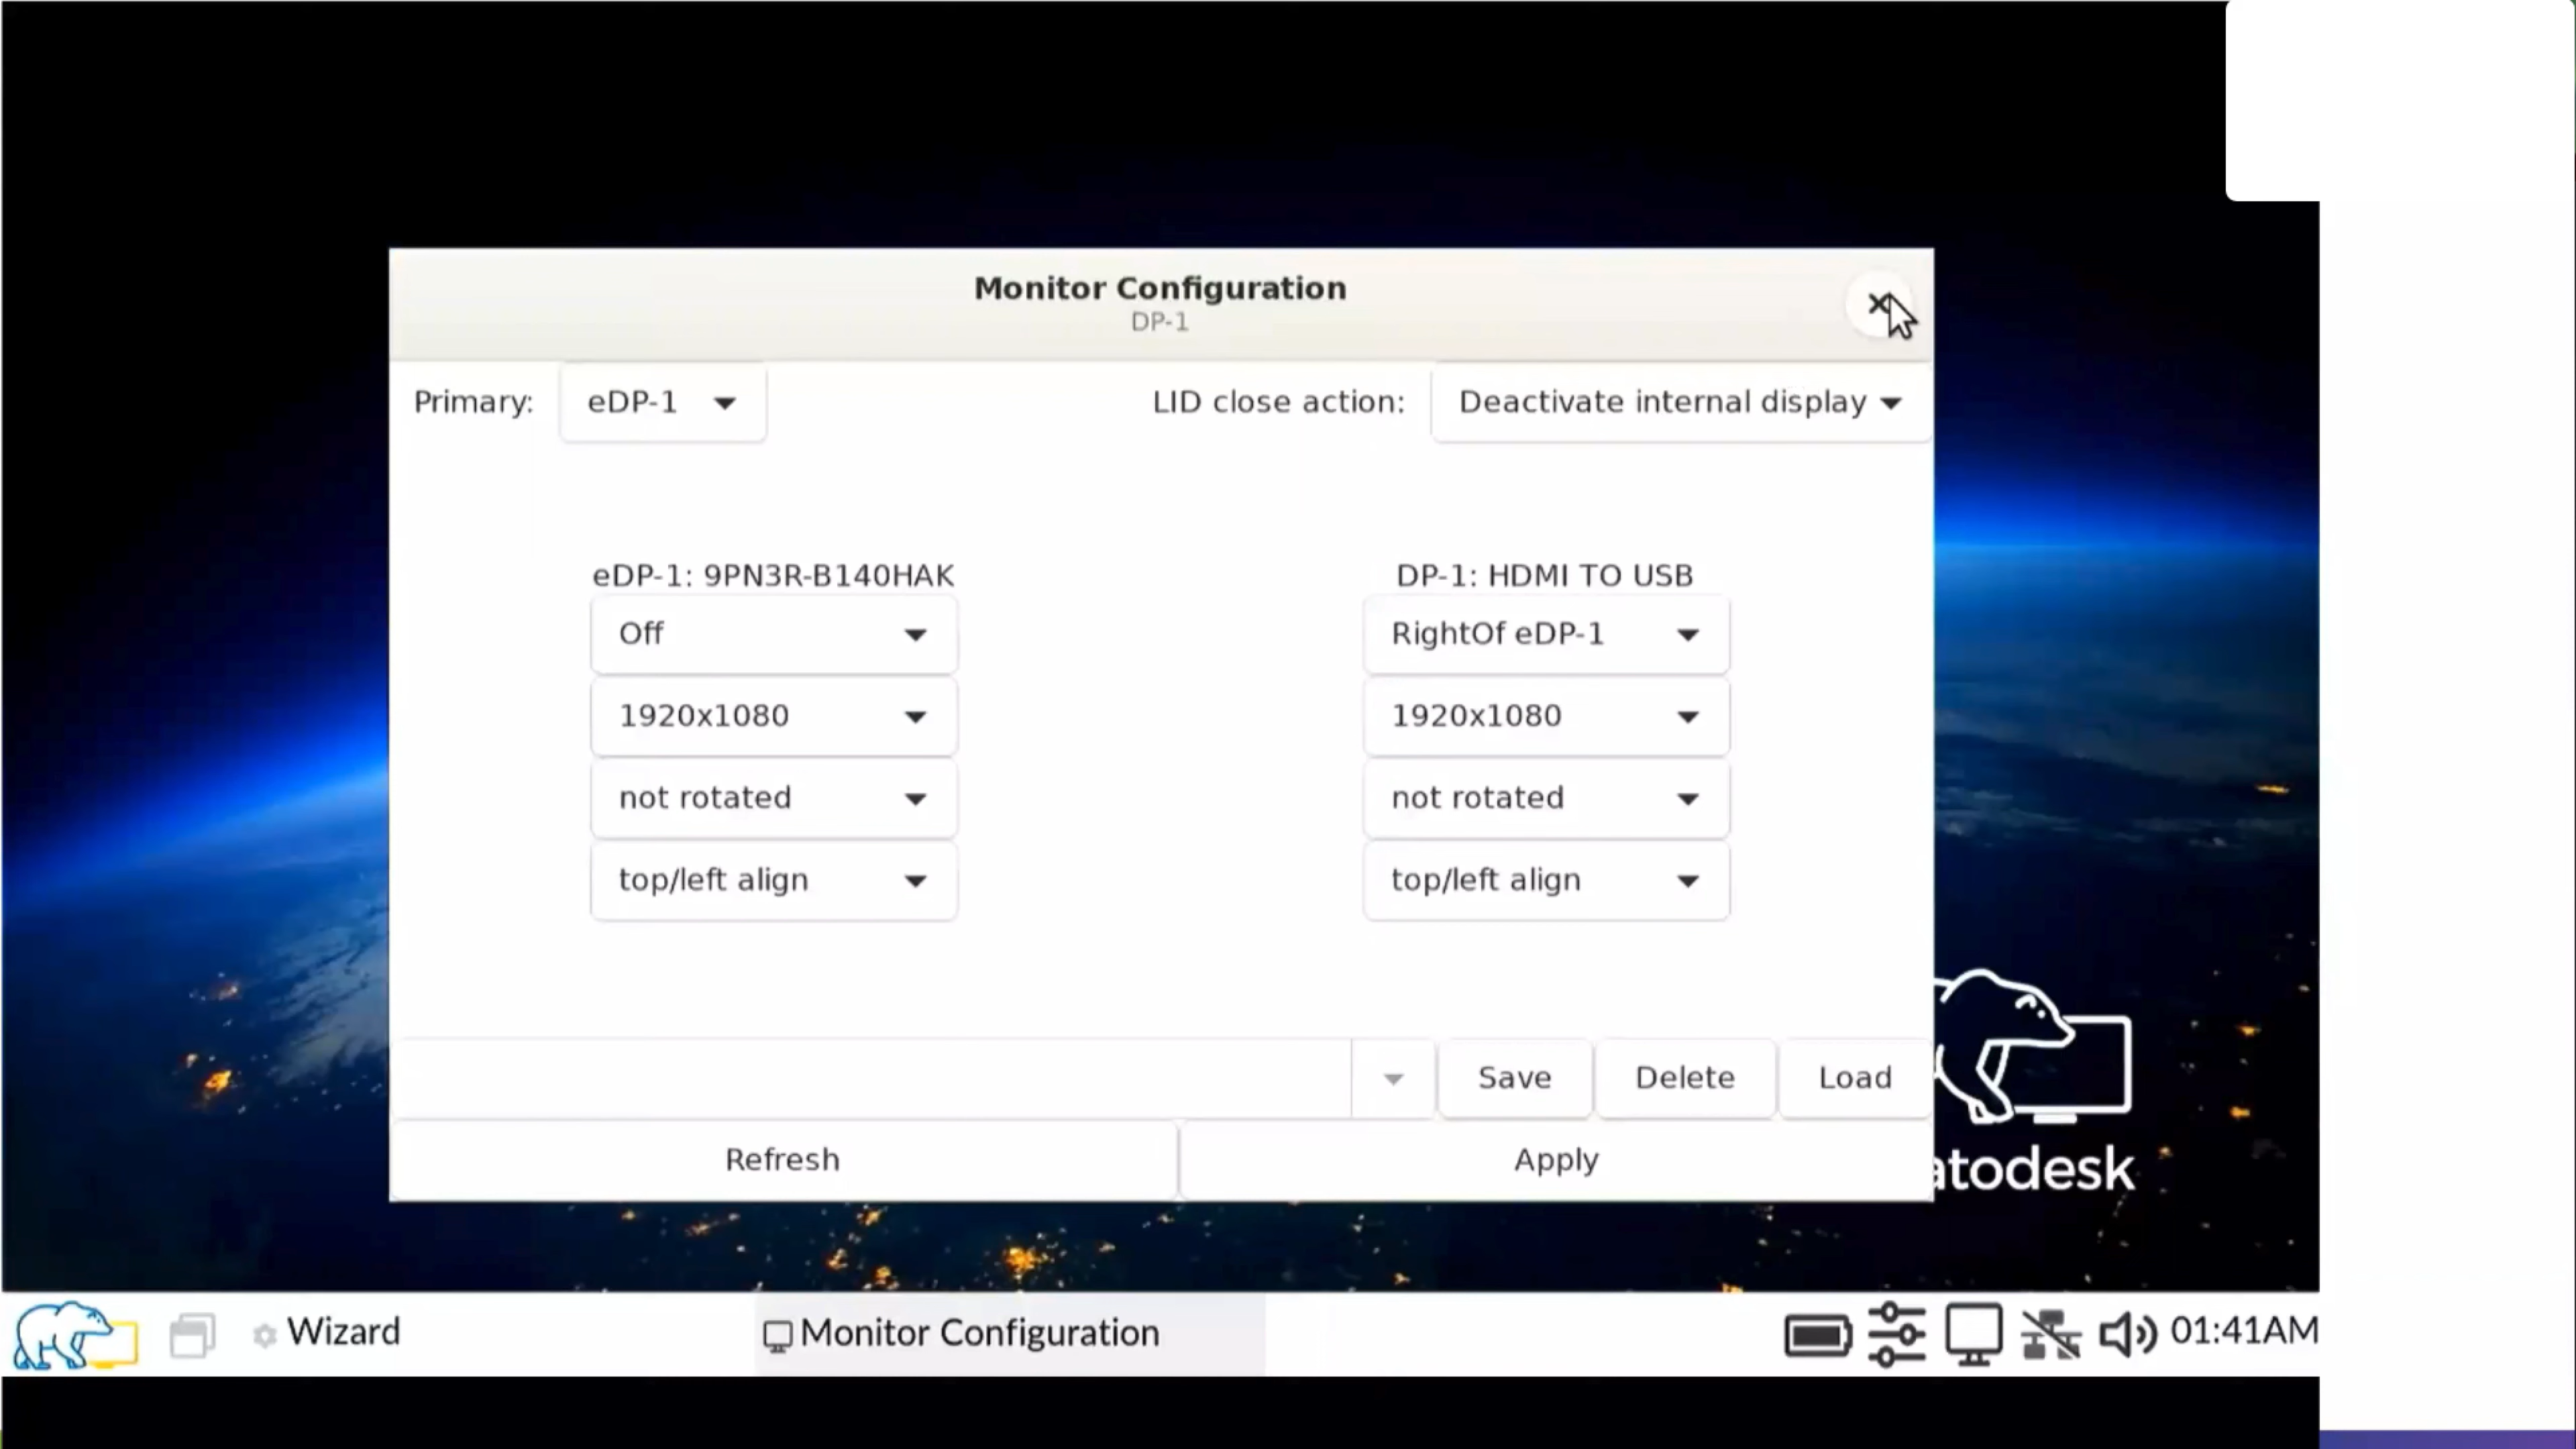 Monitor Configuration
DP-1
Primary: eDP-1 LID close action: Deactivate internal display
eDP-1: 9PN3R-B140HAK
Off
1920x1080
not rotated
top/left align
DP-1: HDMI TO USB
RightOf eDP-1
1920x1080
not rotated
top/left align
Save Delete Load
Refresh Apply
atodesk
Wizard Monitor Configuration 01:41AM